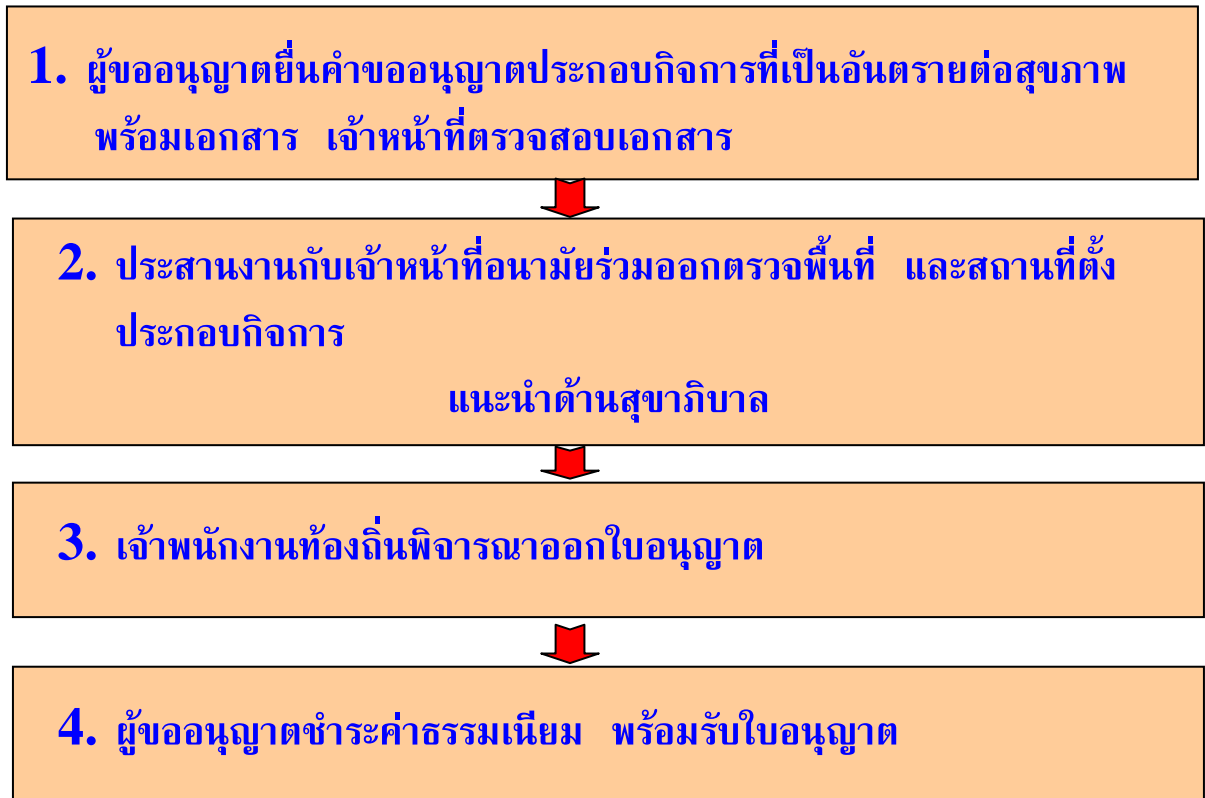 1. ผู้ขออนุญาตยื่นคำขออนุญาตประกอบกิจการที่เป็นอันตรายต่อสุขภาพ
พร้อมเอกสาร เจ้าหน้าที่ตรวจสอบเอกสาร
2. ประสานงานกับเจ้าหน้าที่อนามัยร่วมออกตรวจพื้นที่ และสถานที่ตั้ง
ประกอบกิจการ
แนะนำด้านสุขาภิบาล
3. เจ้าพนักงานท้องถิ่นพิจารณาออกใบอนุญาต
4. ผู้ขออนุญาตชำระค่าธรรมเนียม พร้อมรับใบอนุญาต